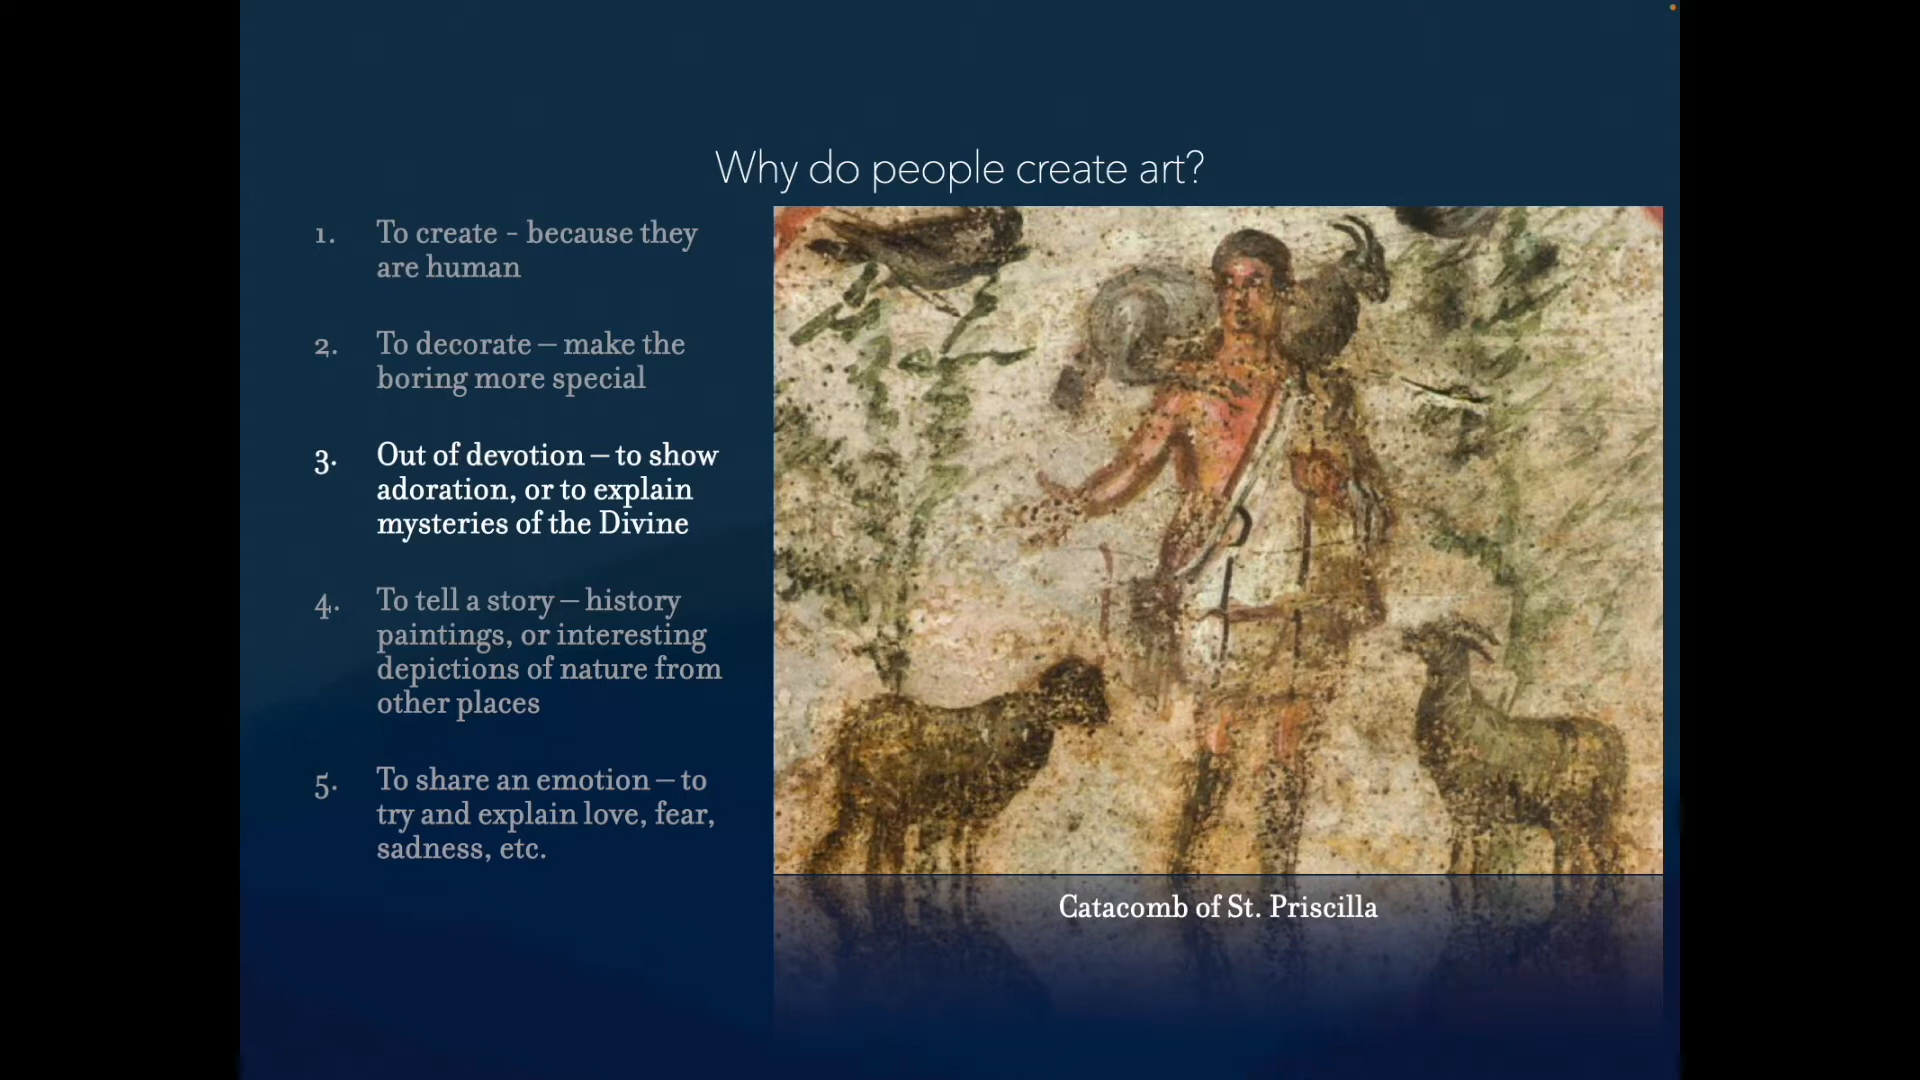 Why do people create art?
1. To create - because they
are human
2. To decorate – make the
boring more special
3. Out of devotion – to show
adoration, or to explain
mysteries of the Divine
4. To tell a story – history
paintings, or interesting
depictions of nature from
other places
5. To share an emotion – to
try and explain love, fear,
sadness, etc.
Catacomb of St. Priscilla